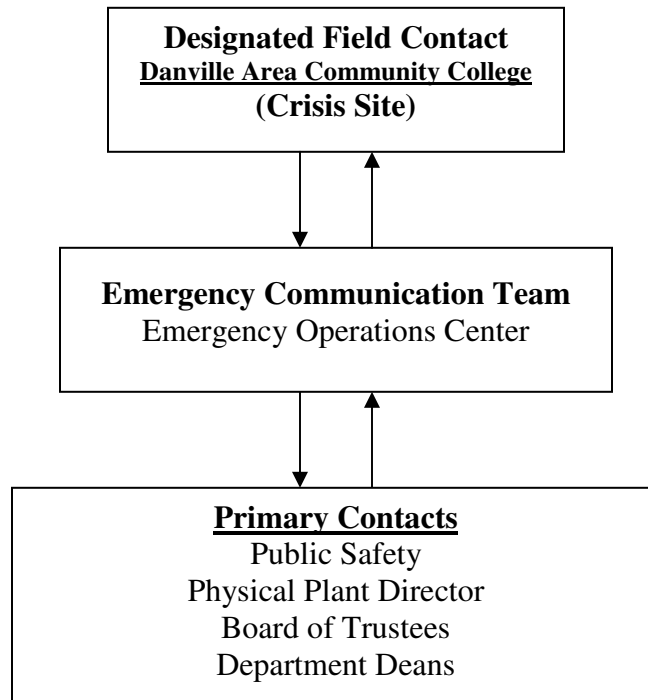 Designated Field Contact
Danville Area Community College
(Crisis Site)
Emergency Communication Team
Emergency Operations Center
Primary Contacts
Public Safety
Physical Plant Director
Board of Trustees
Department Deans